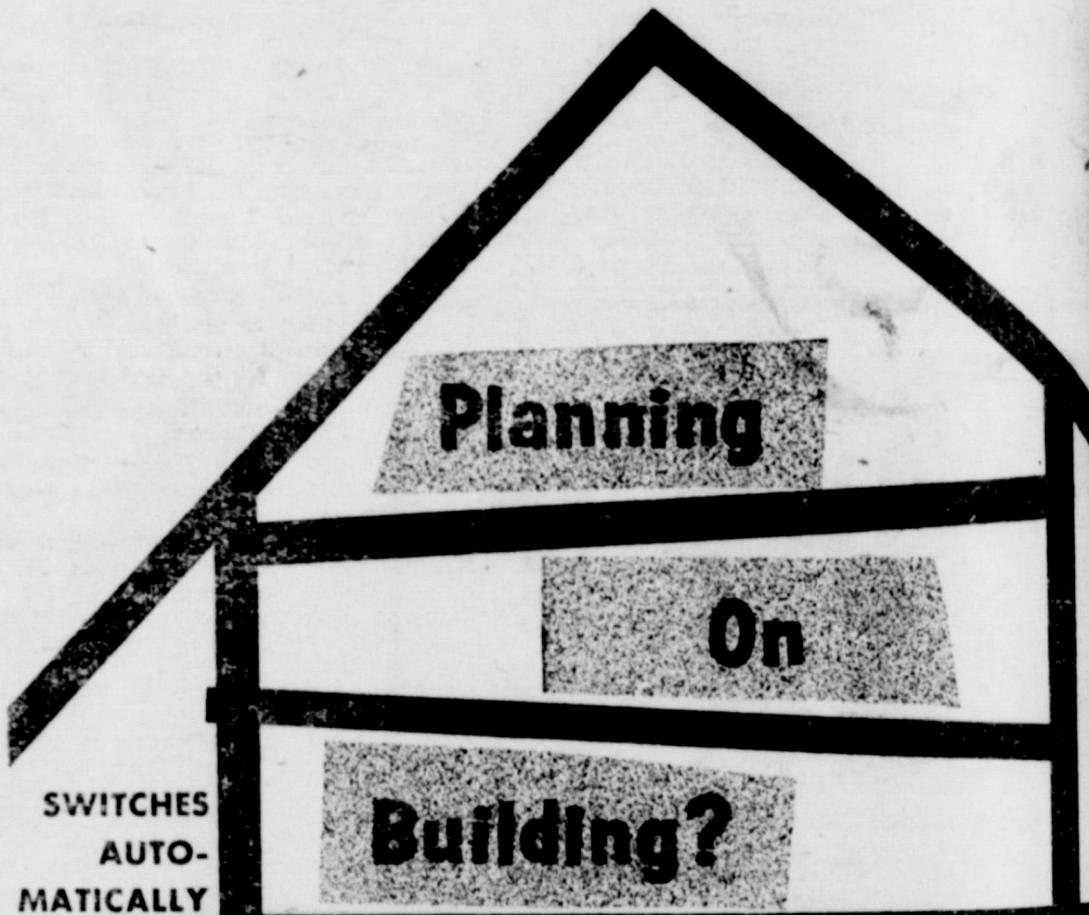 Planning
On
Building?
SWITCHES
AUTO-
MATICALLY